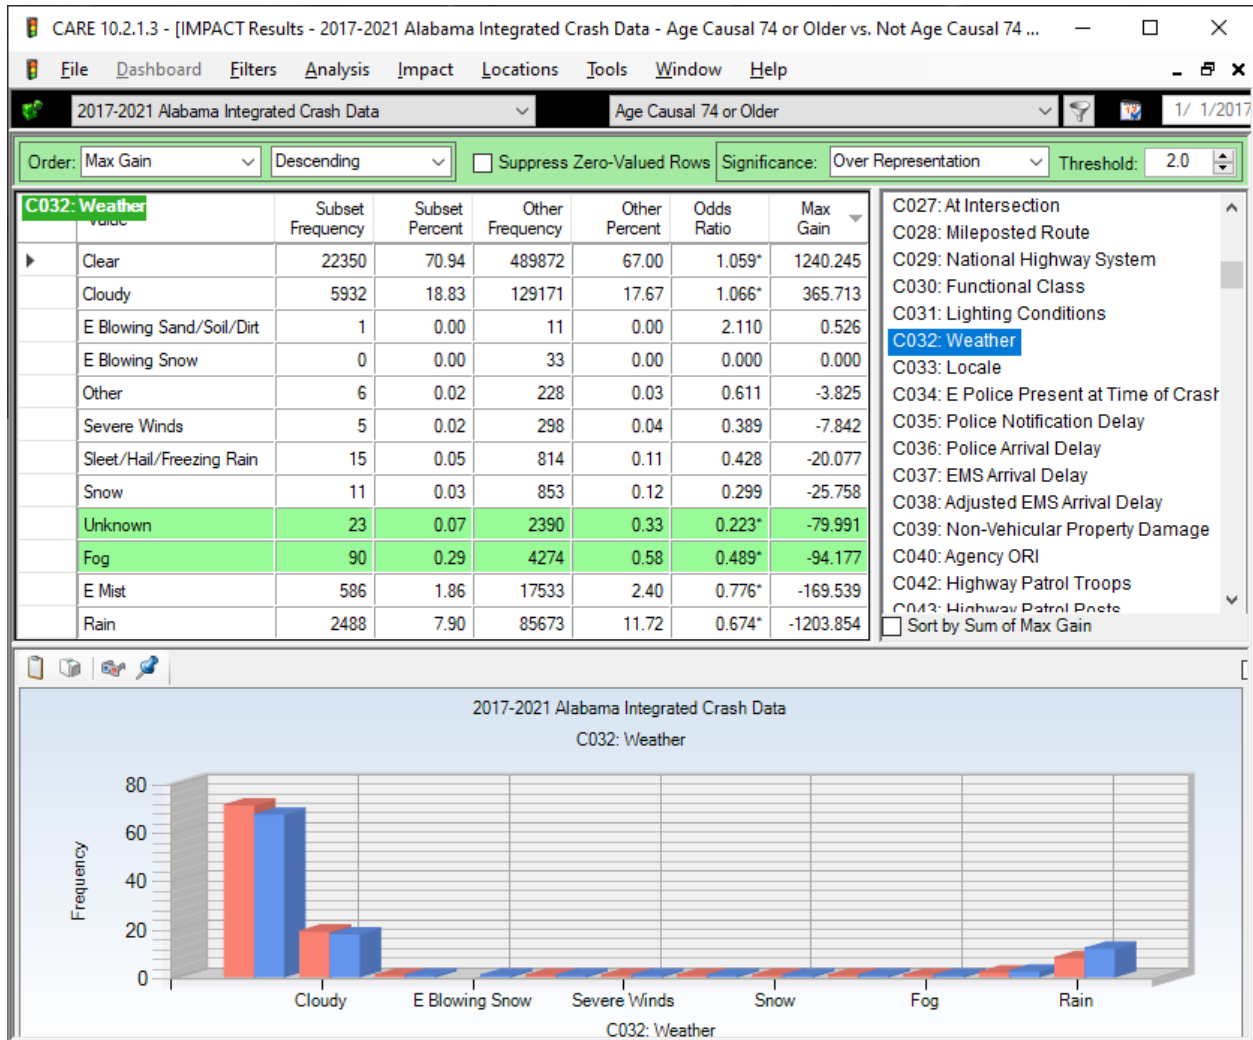 CARE 10.2.1.3 - [IMPACT Results - 2017-2021 Alabama Integrated Crash Data - Age Causal 74 or Older vs. Not Age Causal 74 ...
File Dashboard Filters Analysis Impact Locations Tools Window Help
2017-2021 Alabama Integrated Crash Data Age Causal 74 or Older 1/ 1/2017
Order: Max Gain Descending Suppress Zero-Valued Rows Significance: Over Representation Threshold: 2.0
C032: Weather
Value Subset Frequency Subset Percent Other Frequency Other Percent Odds Ratio Max Gain
Clear 22350 70.94 489872 67.00 1.059* 1240.245
Cloudy 5932 18.83 129171 17.67 1.066* 365.713
E Blowing Sand/Soil/Dirt 1 0.00 11 0.00 2.110 0.526
E Blowing Snow 0 0.00 33 0.00 0.000 0.000
Other 6 0.02 228 0.03 0.611 -3.825
Severe Winds 5 0.02 298 0.04 0.389 -7.842
Sleet/Hail/Freezing Rain 15 0.05 814 0.11 0.428 -20.077
Snow 11 0.03 853 0.12 0.299 -25.758
Unknown 23 0.07 2390 0.33 0.223* -79.991
Fog 90 0.29 4274 0.58 0.489* -94.177
E Mist 586 1.86 17533 2.40 0.776* -169.539
Rain 2488 7.90 85673 11.72 0.674* -1203.854
C027: At Intersection
C028: Mileposted Route
C029: National Highway System
C030: Functional Class
C031: Lighting Conditions
C032: Weather
C033: Locale
C034: E Police Present at Time of Crash
C035: Police Notification Delay
C036: Police Arrival Delay
C037: EMS Arrival Delay
C038: Adjusted EMS Arrival Delay
C039: Non-Vehicular Property Damage
C040: Agency ORI
C042: Highway Patrol Troops
C043: Highway Patrol Posts
Sort by Sum of Max Gain
2017-2021 Alabama Integrated Crash Data
C032: Weather
Frequency
80
60
40
20
0
Cloudy E Blowing Snow Severe Winds Snow Fog Rain
C032: Weather